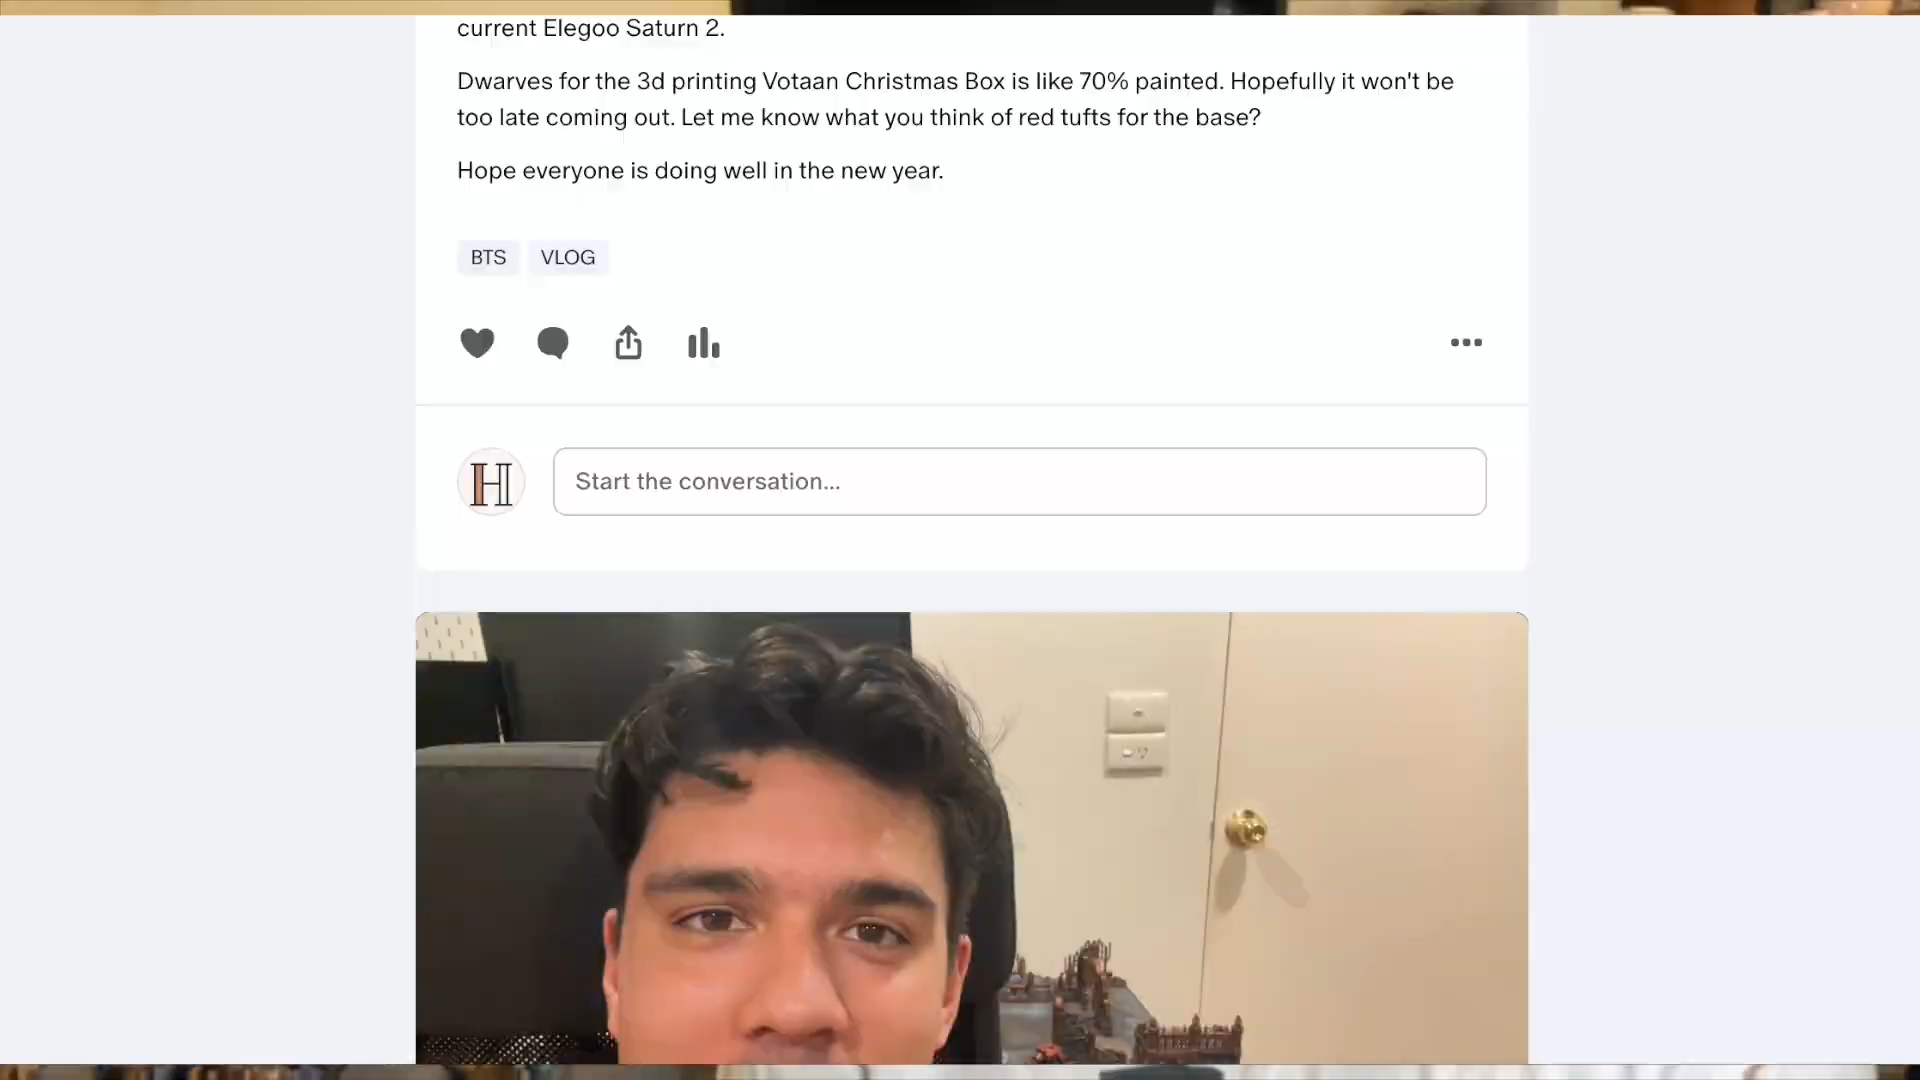 current Elegoo Saturn 2.
Dwarves for the 3d printing Votaan Christmas Box is like 70% painted. Hopefully it won't be
too late coming out. Let me know what you think of red tufts for the base?
Hope everyone is doing well in the new year.
BTS VLOG
H
Start the conversation...